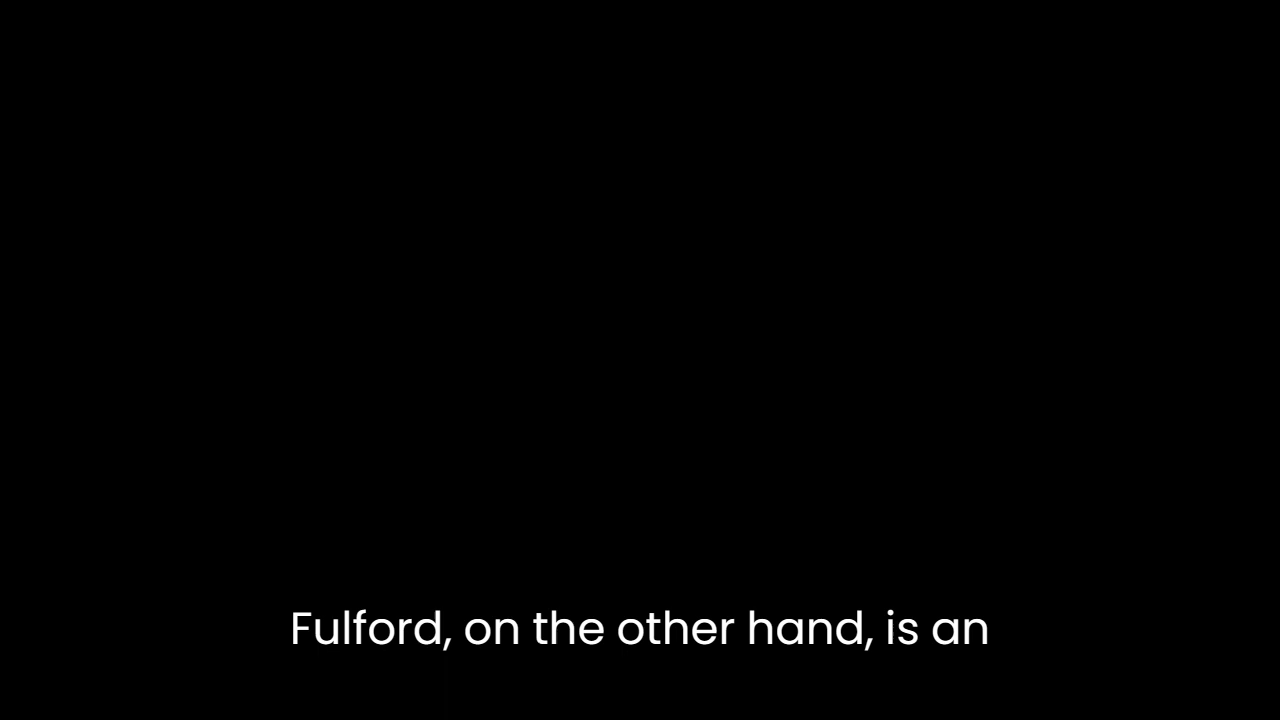 Fulford, on the other hand, is an